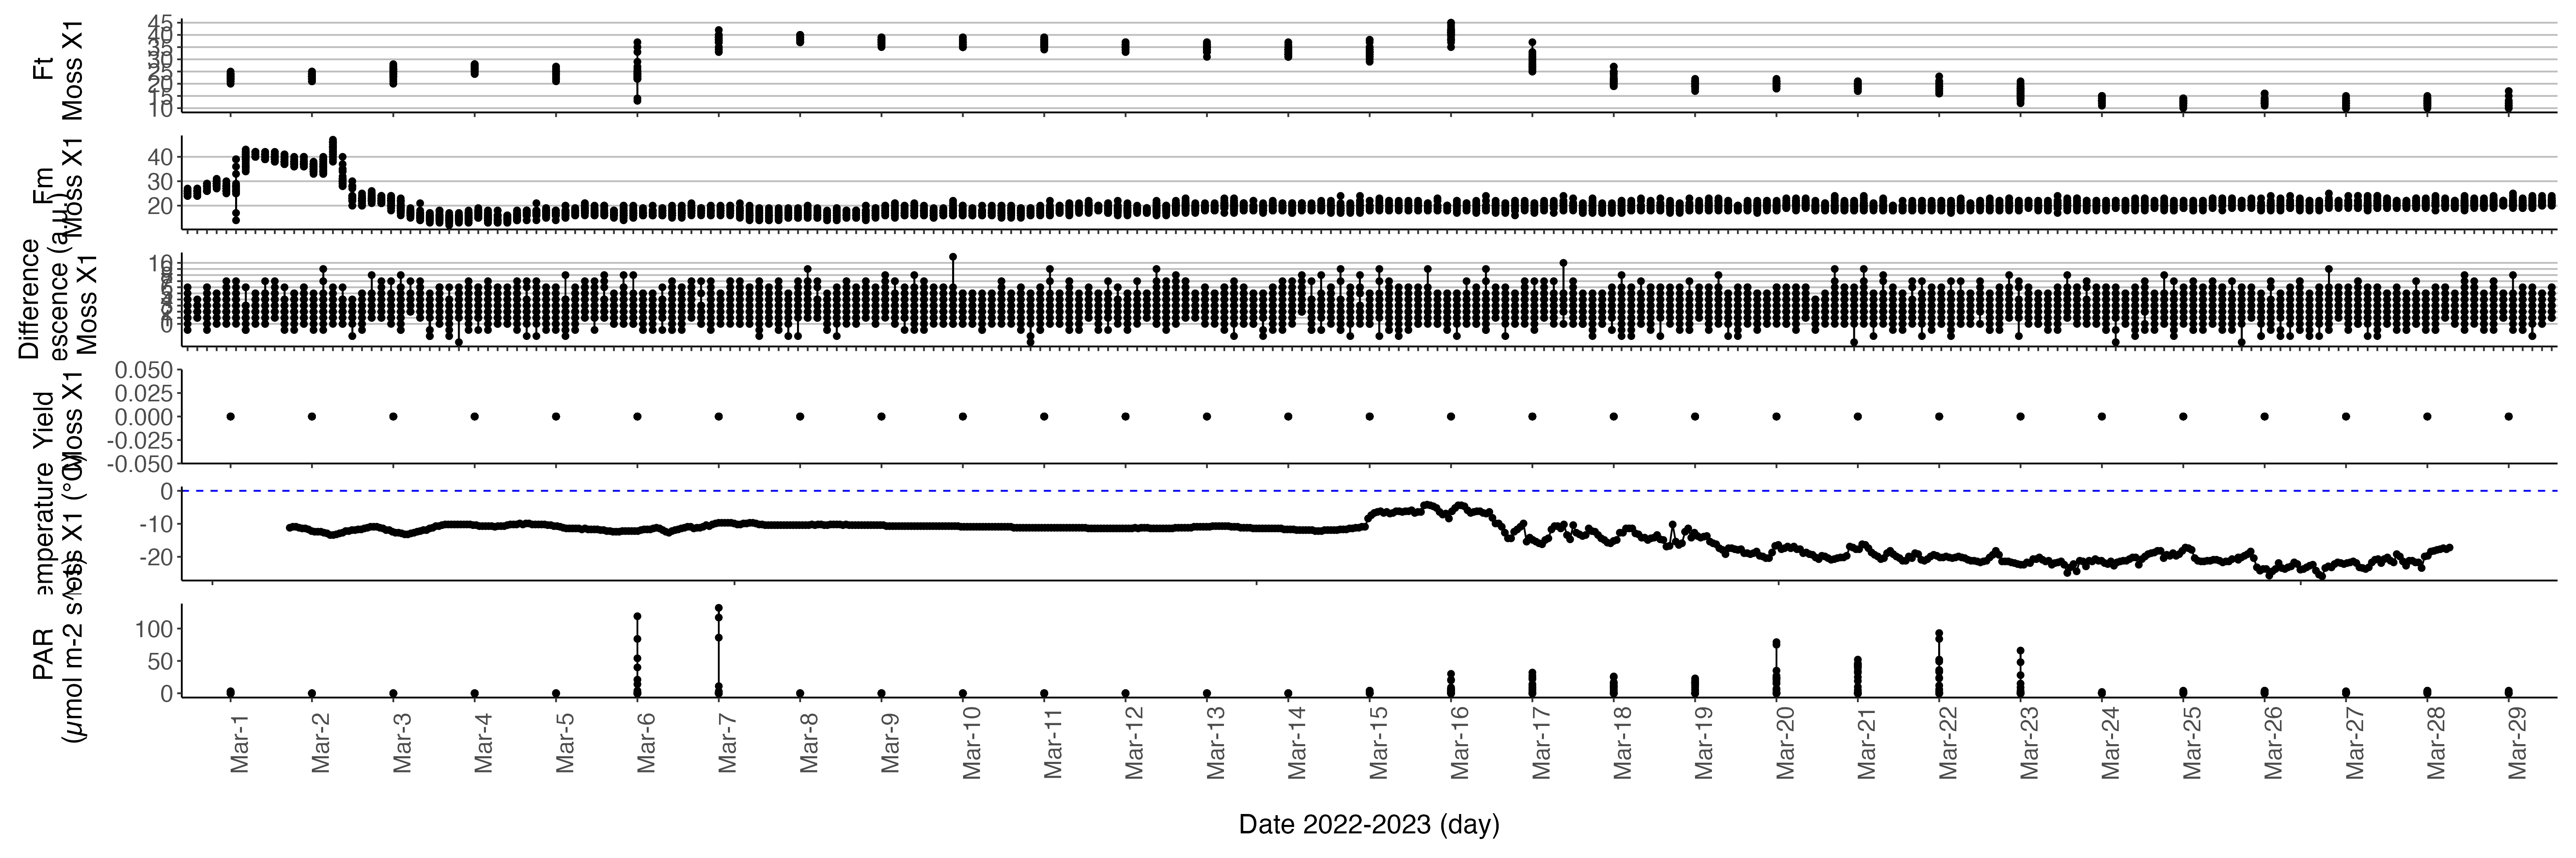 Ft
Moss X1
45
40
35
30
25
20
15
10
Fm
Moss X1
40
30
20
Difference
escence (a.u.)
Moss X1
10
0
Yield
Moss X1
0.050
0.025
0.000
-0.025
-0.050
emperature
X1 (°C)
0
-10
-20
PAR
(µmol m-2 s^-1)
100
50
0
Mar-1
Mar-2
Mar-3
Mar-4
Mar-5
Mar-6
Mar-7
Mar-8
Mar-9
Mar-10
Mar-11
Mar-12
Mar-13
Mar-14
Mar-15
Mar-16
Mar-17
Mar-18
Mar-19
Mar-20
Mar-21
Mar-22
Mar-23
Mar-24
Mar-25
Mar-26
Mar-27
Mar-28
Mar-29
Date 2022-2023 (day)